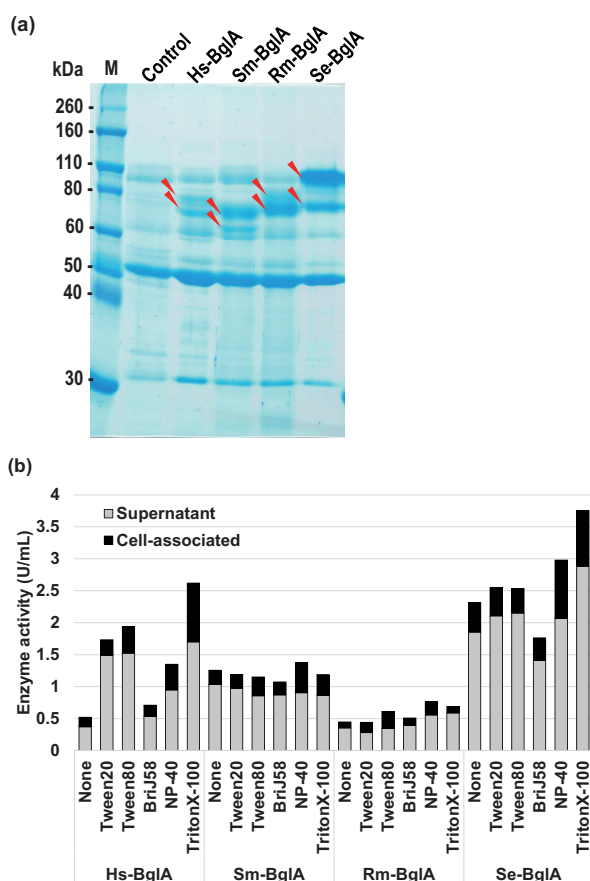 (a)
kDa M Control Hs-BglA Sm-BglA Rm-BglA Se-BglA
260 -
160 -
110 -
80 -
60 -
50 -
40 -
30 -
(b)
Enzyme activity (U/mL)
4
3.5
3
2.5
2
1.5
1
0.5
0
Supernatant
Cell-associated
None Tween20 Tween80 BriJ58 NP-40 TritonX-100 None Tween20 Tween80 BriJ58 NP-40 TritonX-100 None Tween20 Tween80 BriJ58 NP-40 TritonX-100 None Tween20 Tween80 BriJ58 NP-40 TritonX-100
Hs-BglA Sm-BglA Rm-BglA Se-BglA